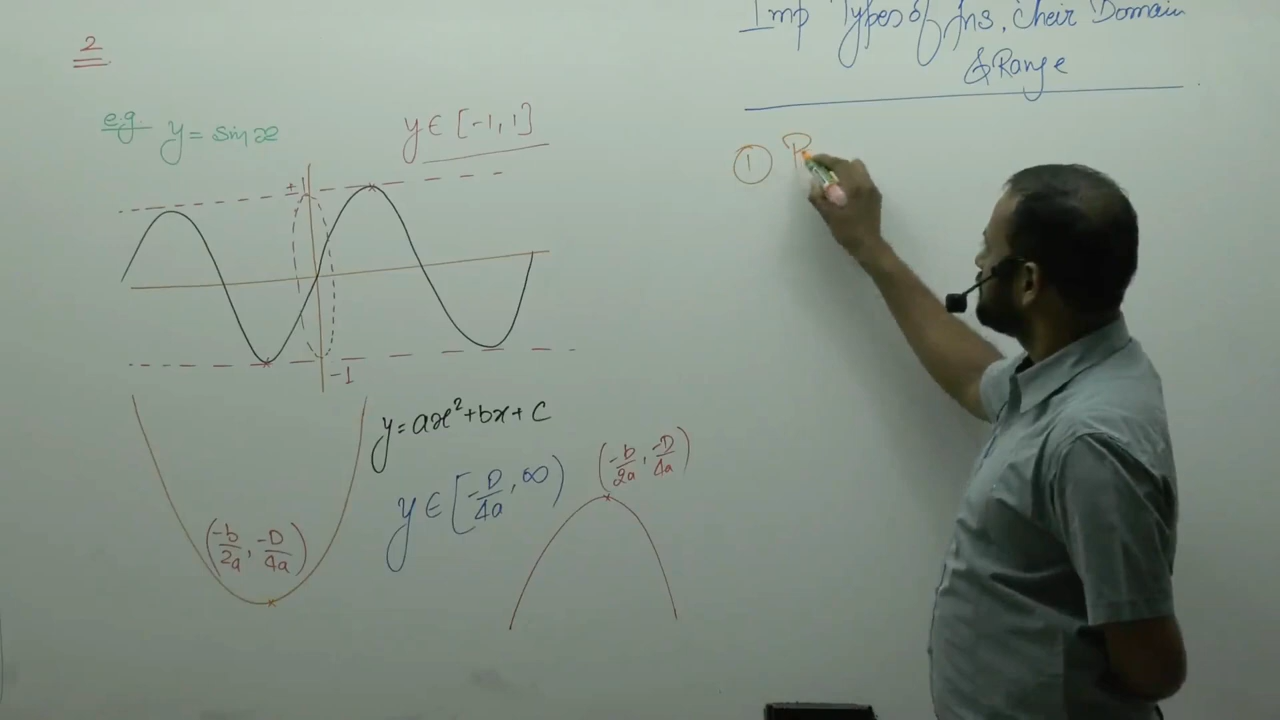 2
e.g. y = sin x
y ∈ [-1, 1]
+1
-1
y = ax² + bx + c
y ∈ [-D/4a, ∞)
(-b/2a, -D/4a)
(-b/2a, -D/4a)
Imp Types of fns, their Domain
& Range
① P